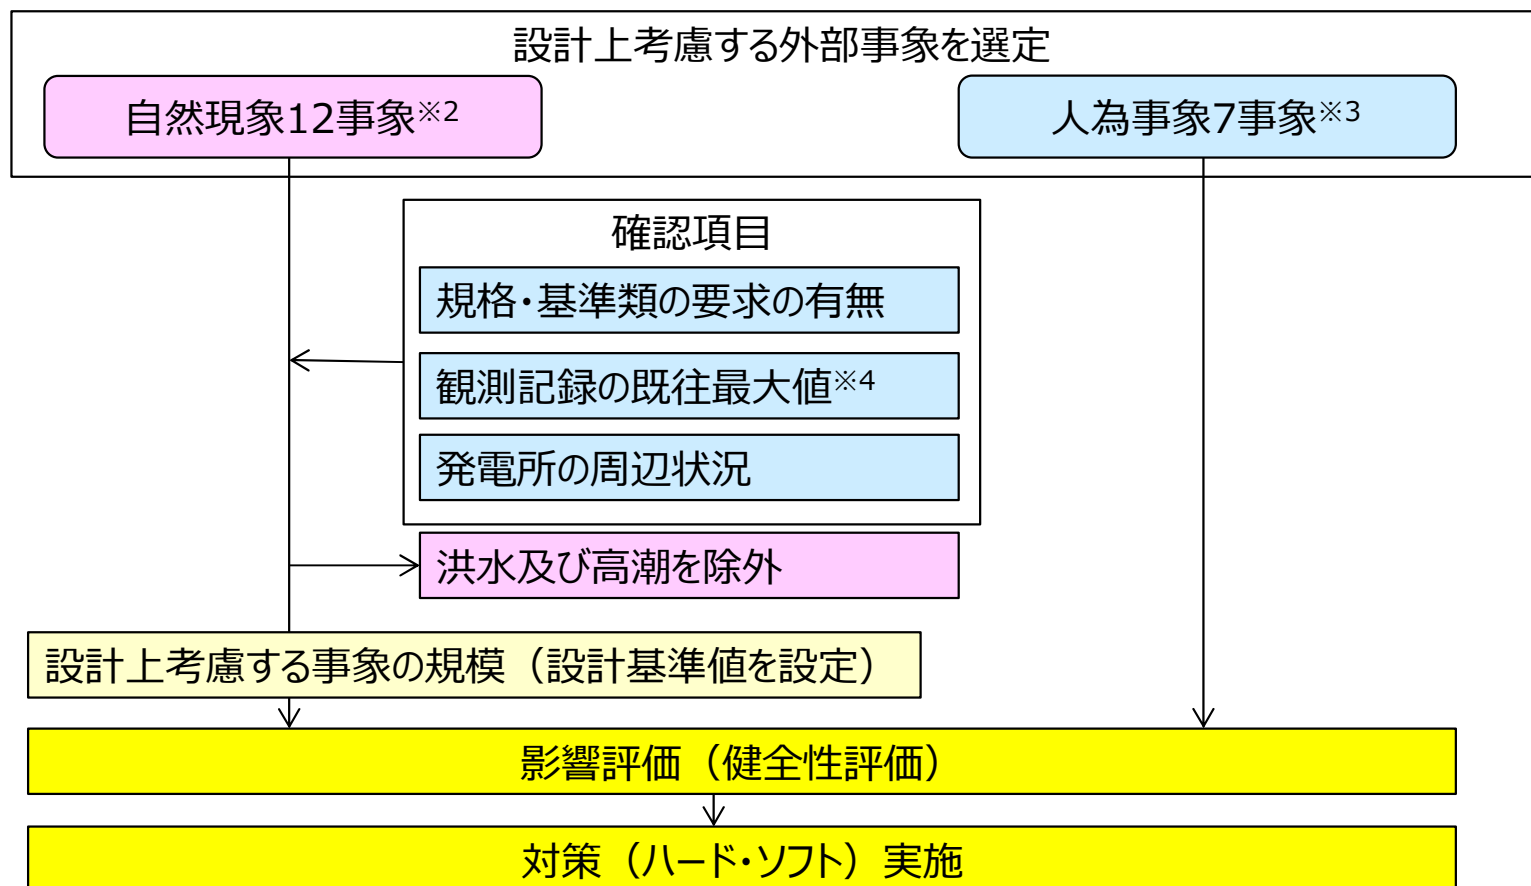 設計上考慮する外部事象を選定
自然現象12事象※2
人為事象7事象※3
確認項目
規格・基準類の要求の有無
観測記録の既往最大値※4
発電所の周辺状況
洪水及び高潮を除外
設計上考慮する事象の規模（設計基準値を設定）
影響評価（健全性評価）
対策（ハード・ソフト）実施